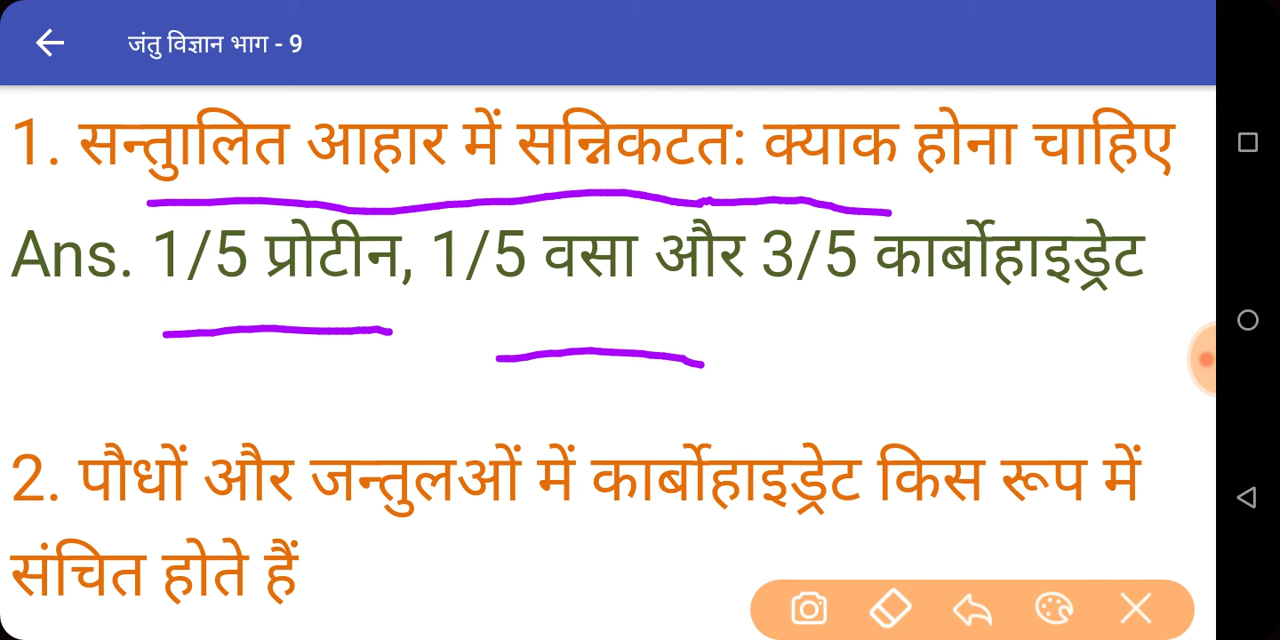 जंतु विज्ञान भाग - 9
1. सन्तुालित आहार में सन्निकटत: क्याक होना चाहिए
Ans. 1/5 प्रोटीन, 1/5 वसा और 3/5 कार्बोहाइड्रेट
2. पौधों और जन्तुलओं में कार्बोहाइड्रेट किस रूप में
संचित होते हैं